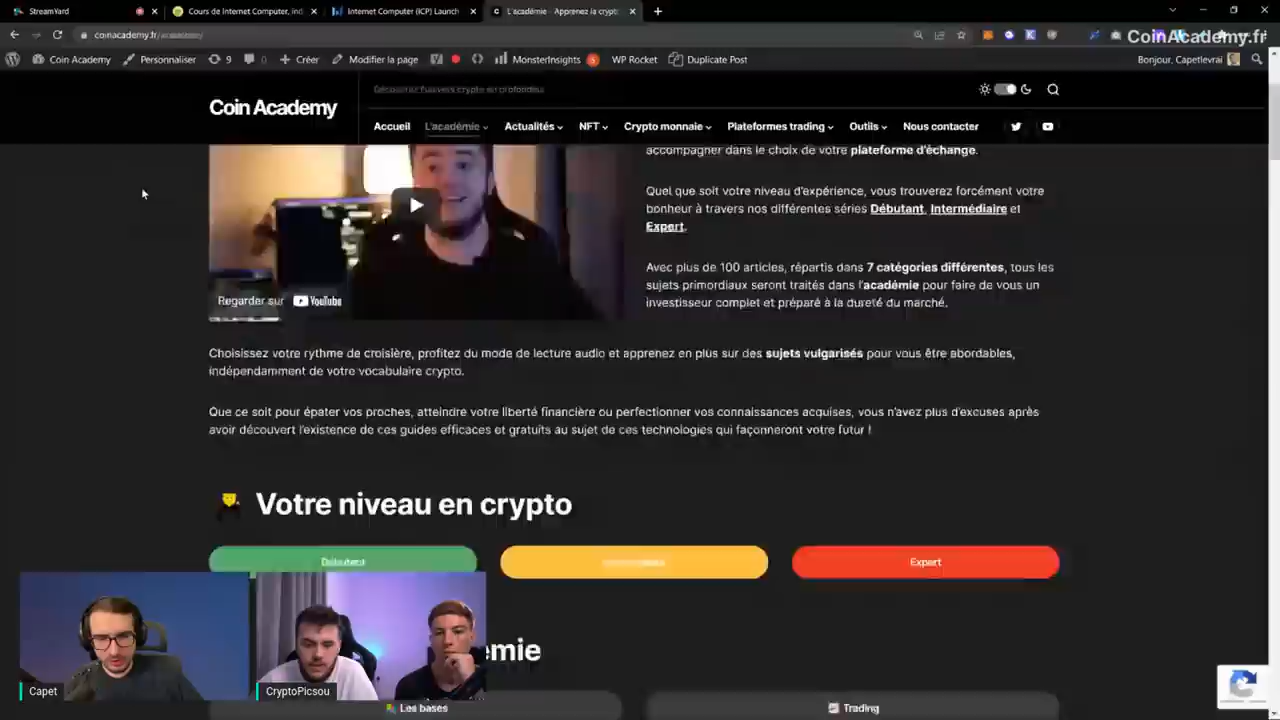 StreamYard
Cours de Internet Computer, ind
Internet Computer (ICP) Launch
L'académie - Apprenez la crypto
coinacademy.fr/academy/
CoinAcademy.fr
Coin Academy
Personnaliser
9
0
Créer
Modifier la page
MonsterInsights
5
WP Rocket
Duplicate Post
Bonjour, Capetlevrai
Coin Academy
Découvrez l'univers crypto en profondeur
Accueil
L'académie
Actualités
NFT
Crypto monnaie
Plateformes trading
Outils
Nous contacter
accompagner dans le choix de votre plateforme d'échange.
Quel que soit votre niveau d'expérience, vous trouverez forcément votre
bonheur à travers nos différentes séries Débutant, Intermédiaire et
Expert.
Avec plus de 100 articles, répartis dans 7 catégories différentes, tous les
sujets primordiaux seront traités dans l'académie pour faire de vous un
investisseur complet et préparé à la dureté du marché.
Regarder sur YouTube
Choisissez votre rythme de croisière, profitez du mode de lecture audio et apprenez en plus sur des sujets vulgarisés pour vous être abordables,
indépendamment de votre vocabulaire crypto.
Que ce soit pour épater vos proches, atteindre votre liberté financière ou perfectionner vos connaissances acquises, vous n'avez plus d'excuses après
avoir découvert l'existence de ces guides efficaces et gratuits au sujet de ces technologies qui façonneront votre futur !
Votre niveau en crypto
Débutant
Expert
émie
Capet
CryptoPicsou
Les bases
Trading